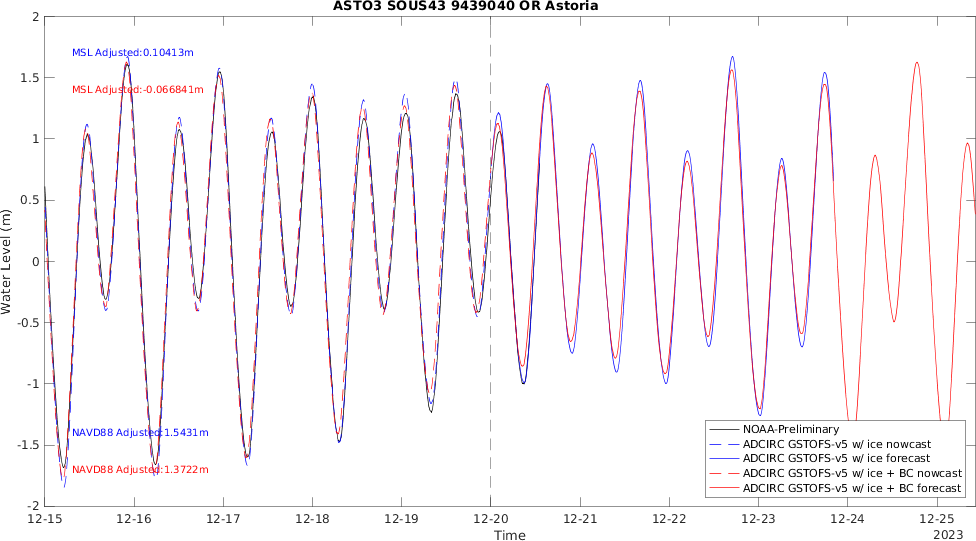 ASTO3 SOUS43 9439040 OR Astoria
Water Level (m)
2
1.5
1
0.5
0
-0.5
-1
-1.5
-2
MSL Adjusted:0.10413m
MSL Adjusted:-0.066841m
NAVD88 Adjusted:1.5431m
NAVD88 Adjusted:1.3722m
NOAA-Preliminary
ADCIRC GSTOFS-v5 w/ ice nowcast
ADCIRC GSTOFS-v5 w/ ice forecast
ADCIRC GSTOFS-v5 w/ ice + BC nowcast
ADCIRC GSTOFS-v5 w/ ice + BC forecast
12-15 12-16 12-17 12-18 12-19 12-20 12-21 12-22 12-23 12-24 12-25
Time
2023